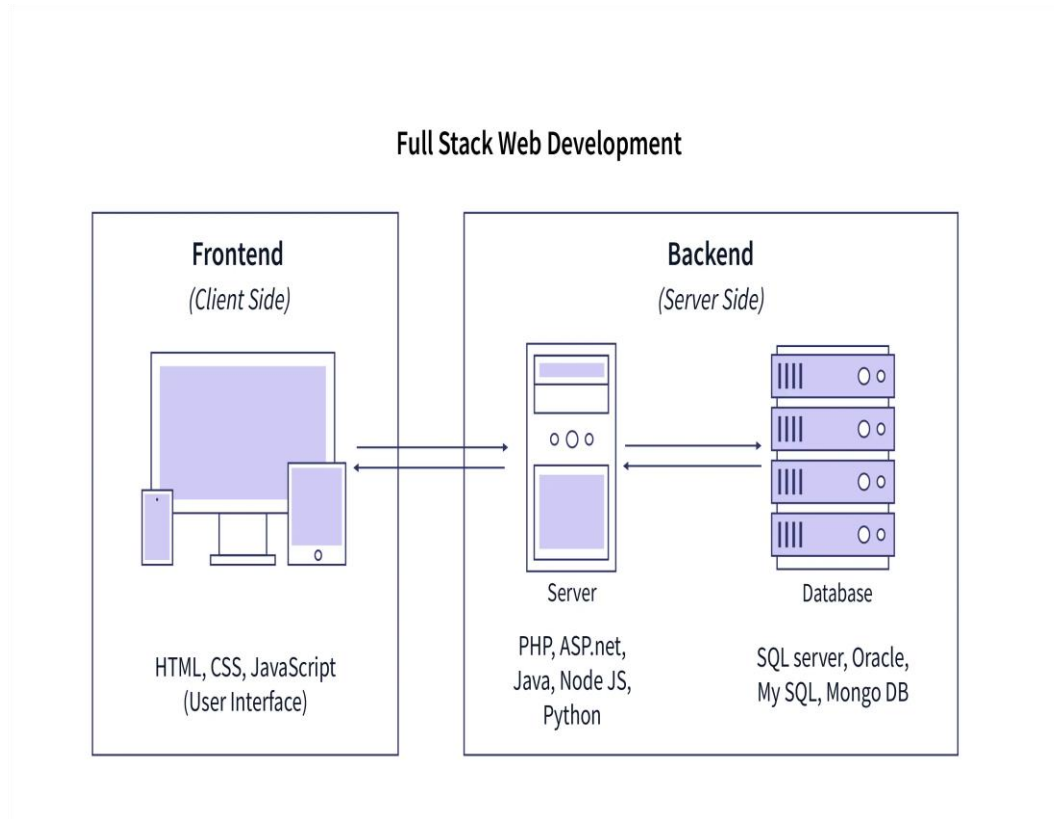 Full Stack Web Development
Frontend
(Client Side)
HTML, CSS, JavaScript
(User Interface)
Backend
(Server Side)
Server
PHP, ASP.net,
Java, Node JS,
Python
Database
SQL server, Oracle,
My SQL, Mongo DB